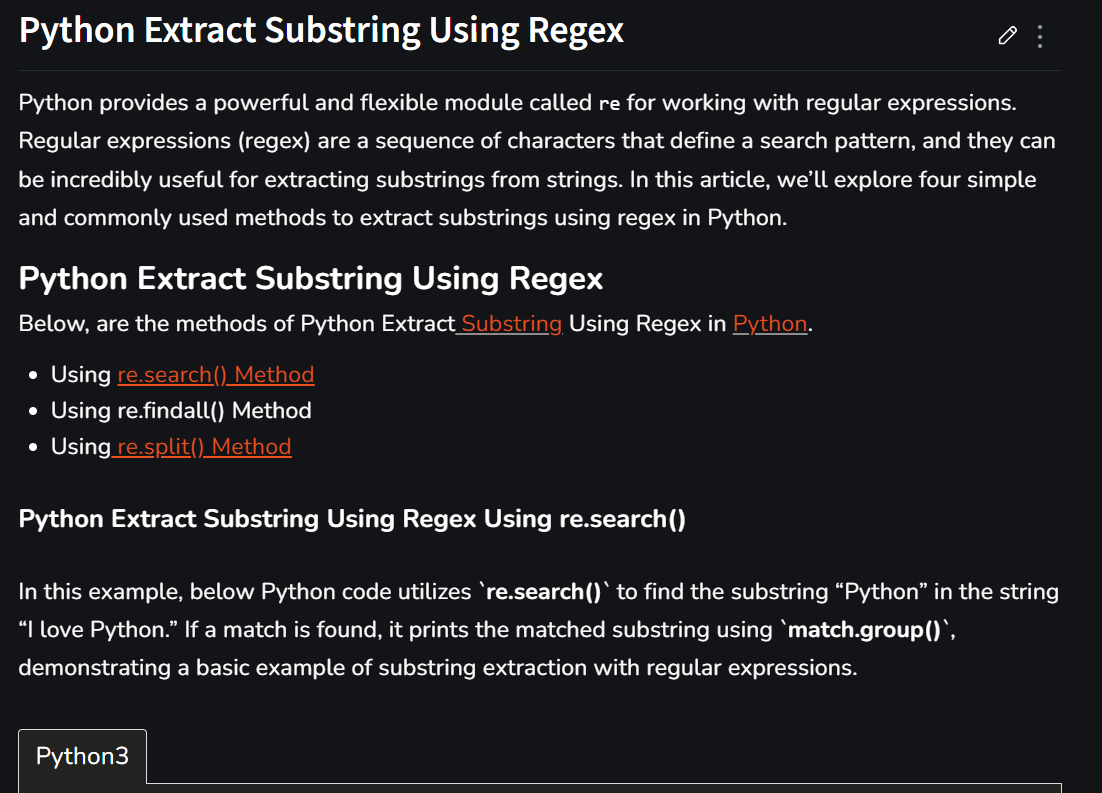 Python Extract Substring Using Regex
Python provides a powerful and flexible module called re for working with regular expressions.
Regular expressions (regex) are a sequence of characters that define a search pattern, and they can
be incredibly useful for extracting substrings from strings. In this article, we’ll explore four simple
and commonly used methods to extract substrings using regex in Python.
Python Extract Substring Using Regex
Below, are the methods of Python Extract Substring Using Regex in Python.
• Using re.search() Method
• Using re.findall() Method
• Using re.split() Method
Python Extract Substring Using Regex Using re.search()
In this example, below Python code utilizes `re.search()` to find the substring “Python” in the string
“I love Python.” If a match is found, it prints the matched substring using `match.group()`,
demonstrating a basic example of substring extraction with regular expressions.
Python3